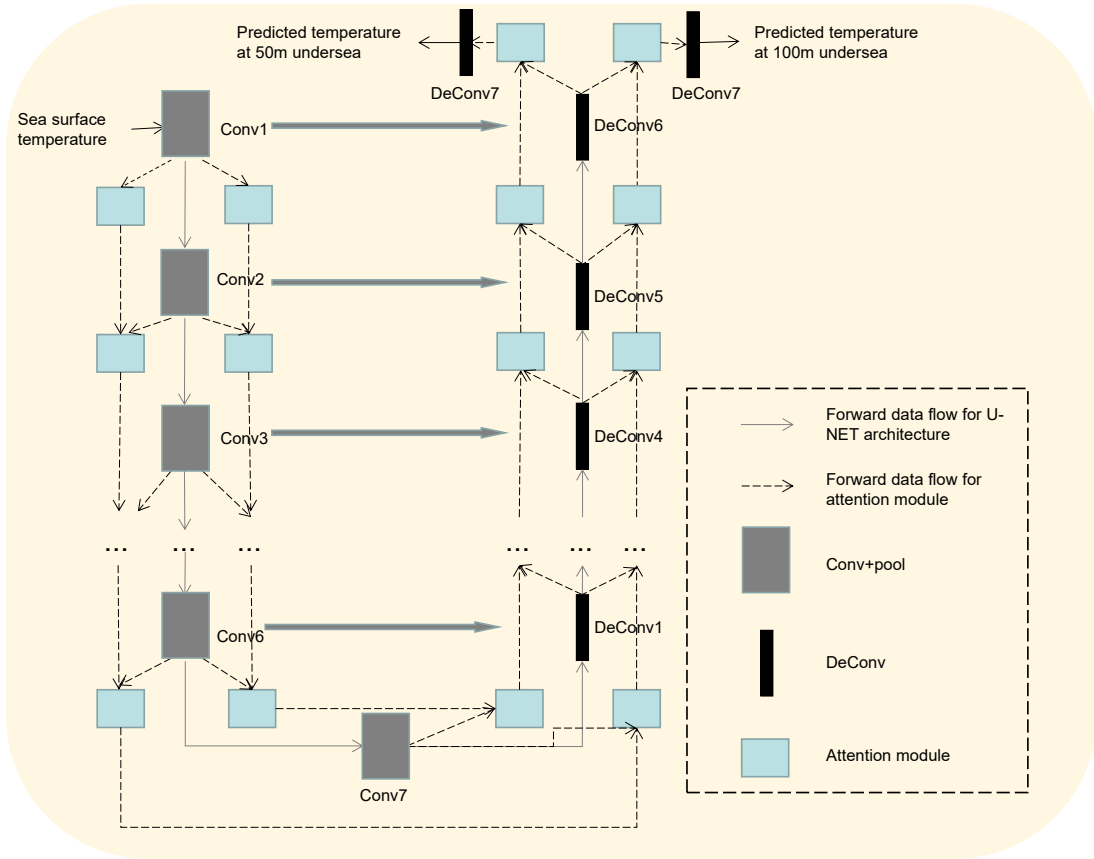 Predicted temperature
at 50m undersea
Predicted temperature
at 100m undersea
DeConv7
DeConv7
Sea surface
temperature
Conv1
DeConv6
Conv2
DeConv5
Conv3
DeConv4
...
...
...
...
...
...
Conv6
DeConv1
Conv7
Forward data flow for U-
NET architecture
Forward data flow for
attention module
Conv+pool
DeConv
Attention module